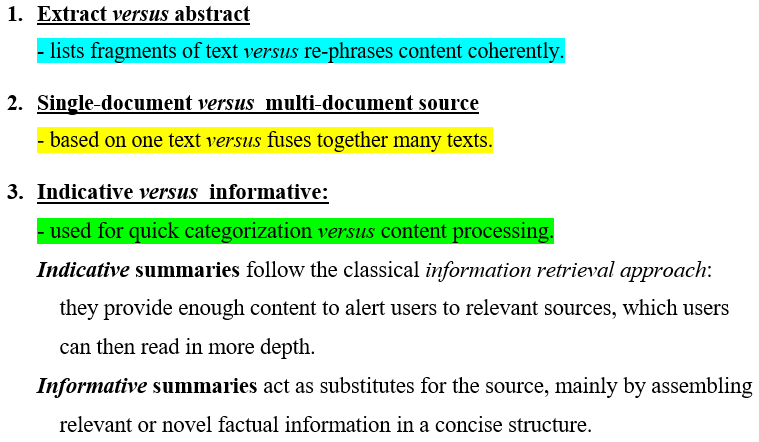 1. Extract versus abstract
- lists fragments of text versus re-phrases content coherently.
2. Single-document versus multi-document source
- based on one text versus fuses together many texts.
3. Indicative versus informative:
- used for quick categorization versus content processing.
Indicative summaries follow the classical information retrieval approach:
they provide enough content to alert users to relevant sources, which users
can then read in more depth.
Informative summaries act as substitutes for the source, mainly by assembling
relevant or novel factual information in a concise structure.